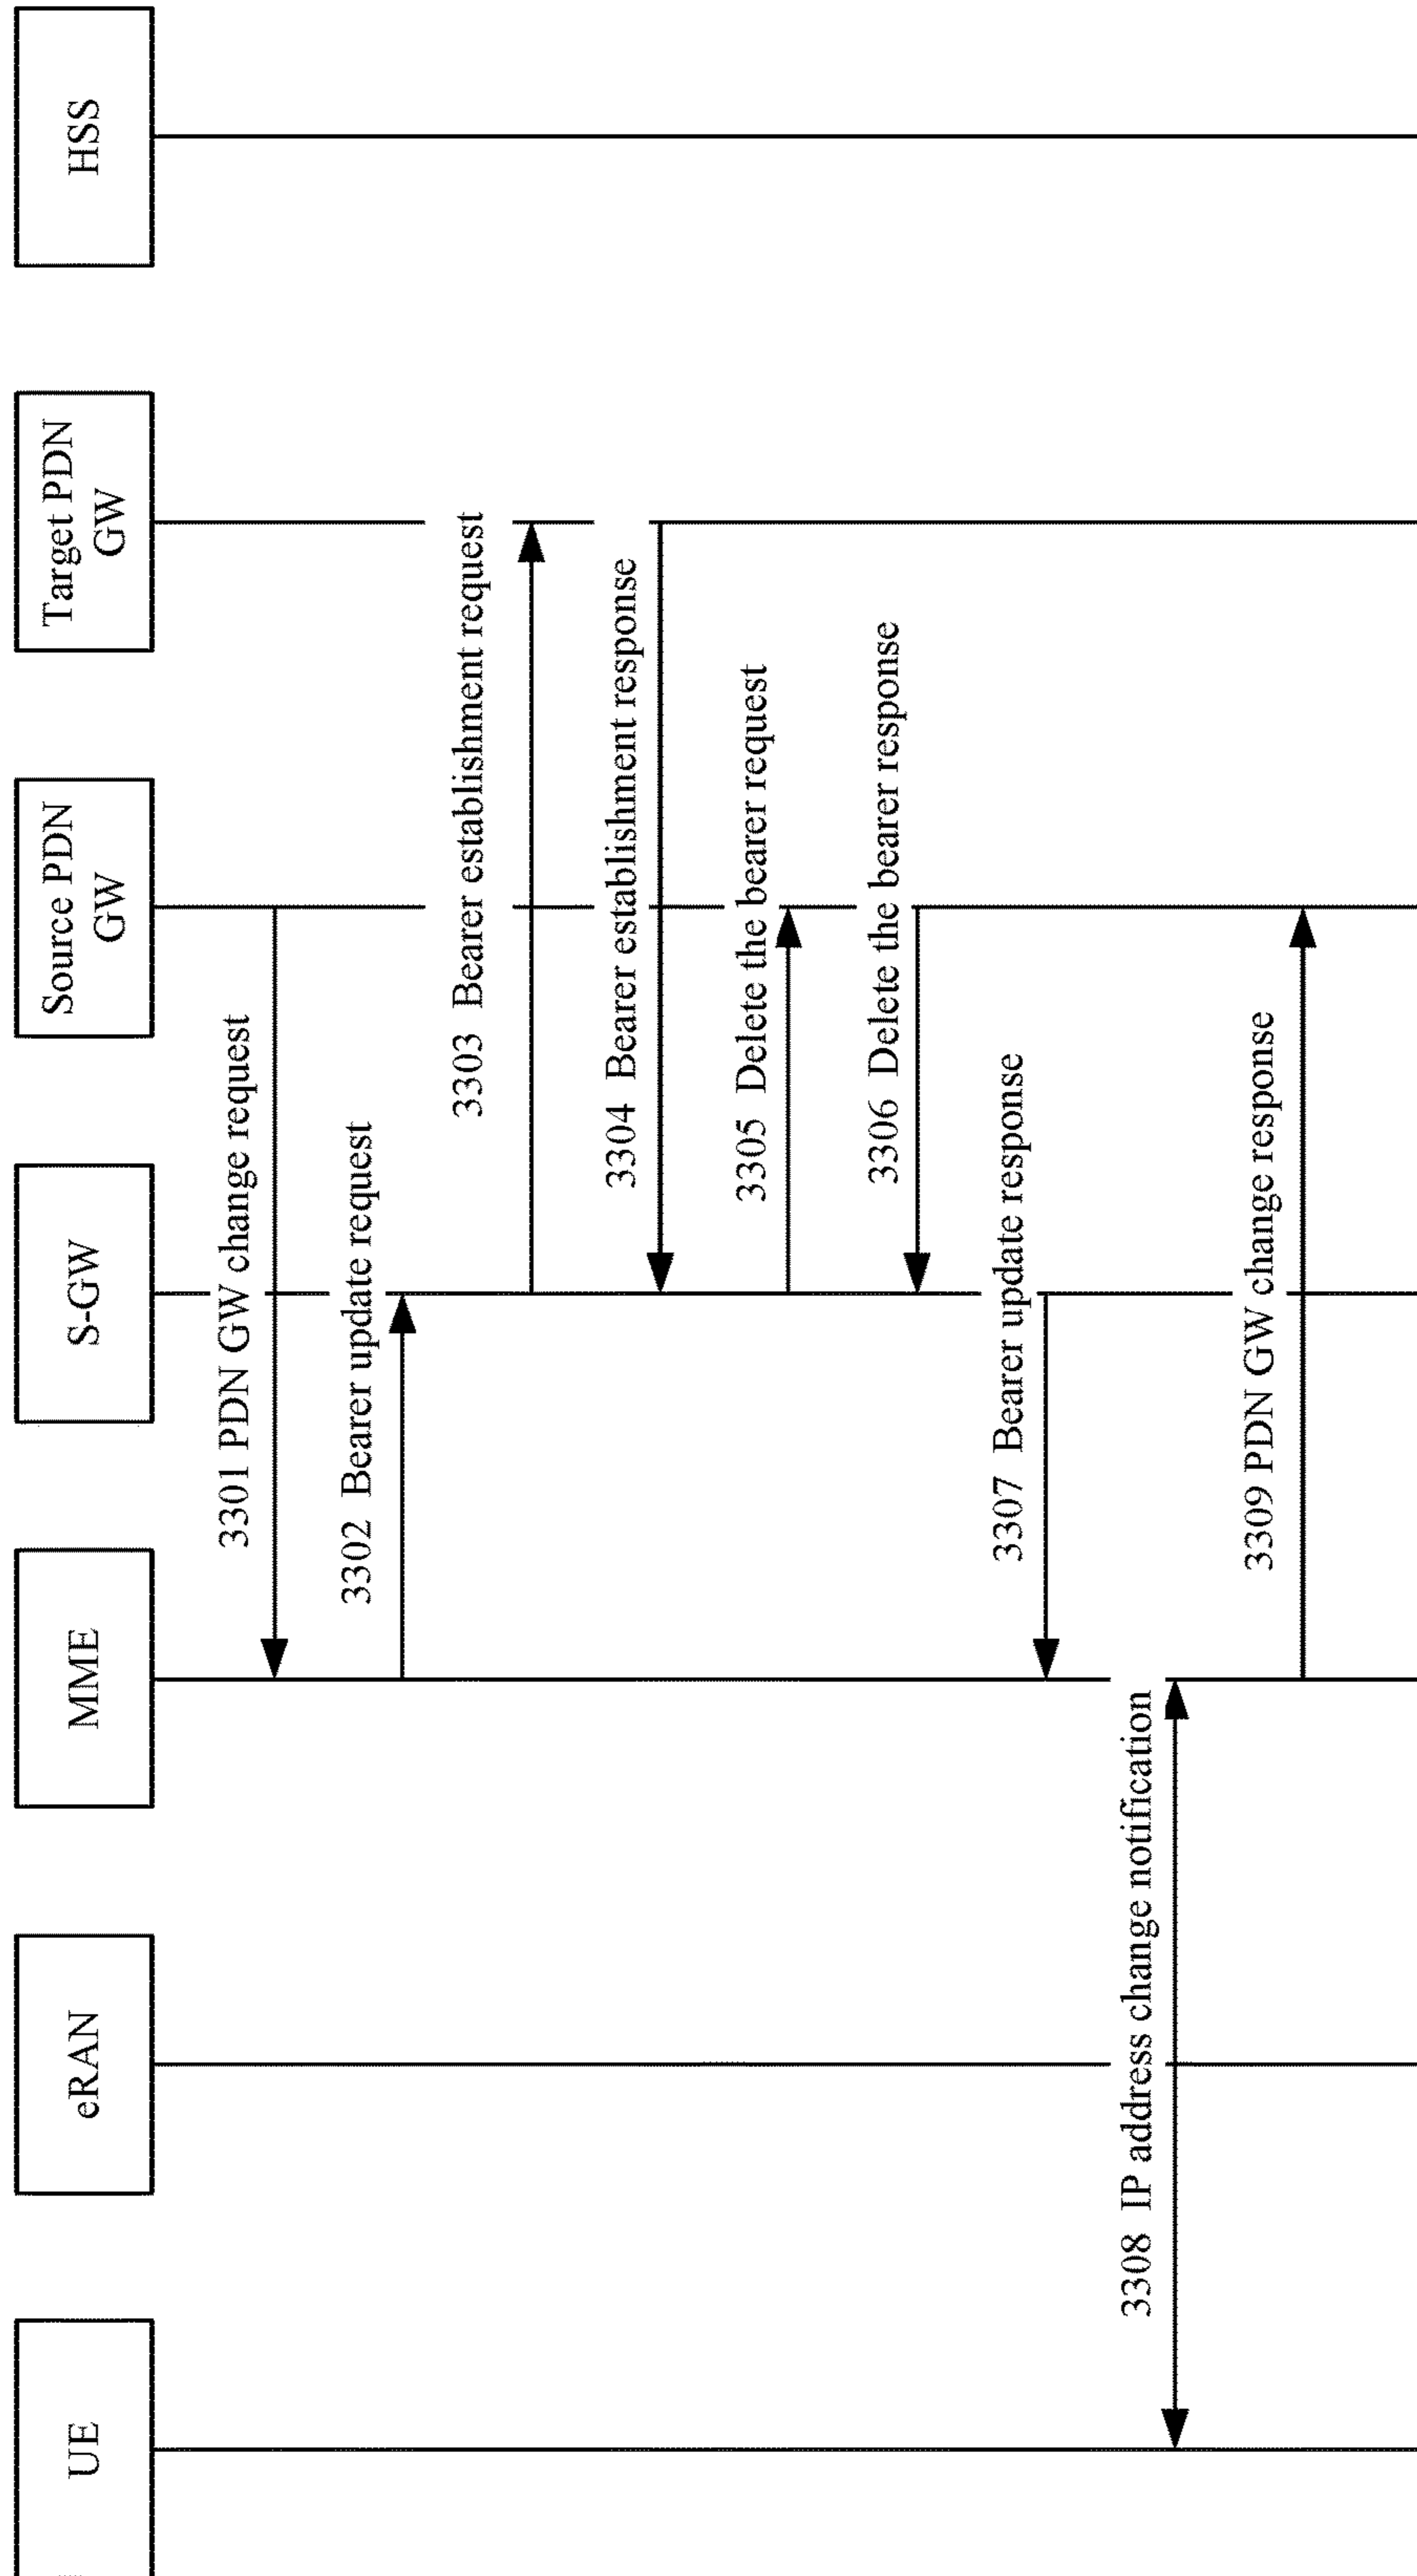 UE
eRAN
MME
S-GW
Source PDN
GW
Target PDN
GW
HSS
3301 PDN GW change request
3302 Bearer update request
3303 Bearer establishment request
3304 Bearer establishment response
3305 Delete the bearer request
3306 Delete the bearer response
3307 Bearer update response
3308 IP address change notification
3309 PDN GW change response